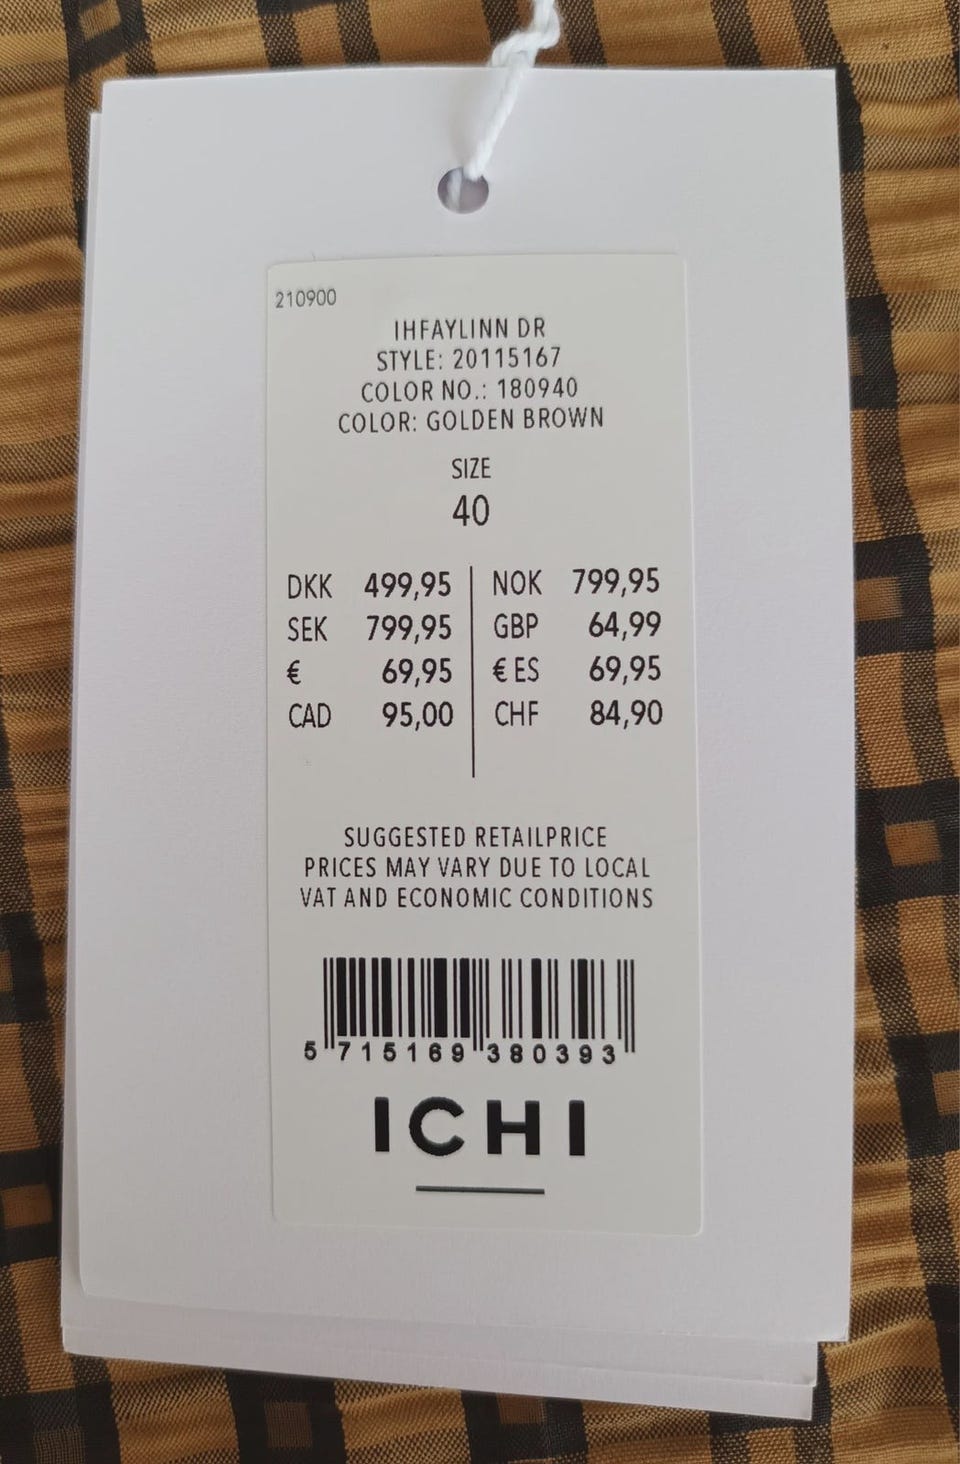 210900
IHFAYLINN DR
STYLE: 20115167
COLOR NO.: 180940
COLOR: GOLDEN BROWN
SIZE
40
DKK 499,95 NOK 799,95
SEK 799,95 GBP 64,99
€ 69,95 € ES 69,95
CAD 95,00 CHF 84,90
SUGGESTED RETAILPRICE
PRICES MAY VARY DUE TO LOCAL
VAT AND ECONOMIC CONDITIONS
5 715169 380393
ICHI